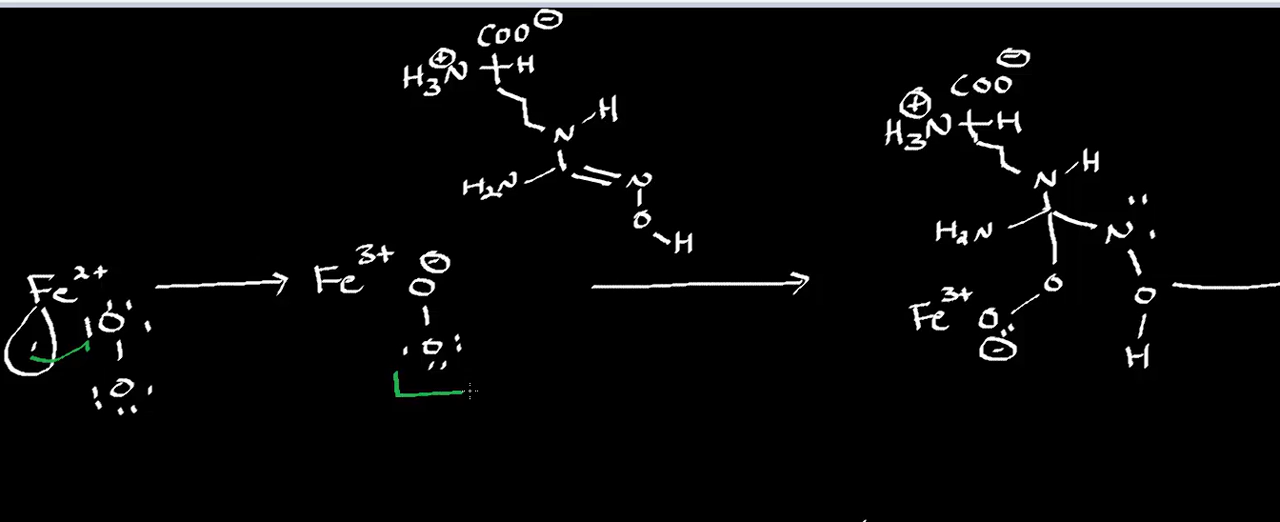 COO⊖
H3N⊕ H
N H
H2N N
O
H
Fe2+ O
O
Fe3+ O⊖
O
COO⊖
H3N⊕ H
N H
H2N N
O O
Fe3+ O⊖ H